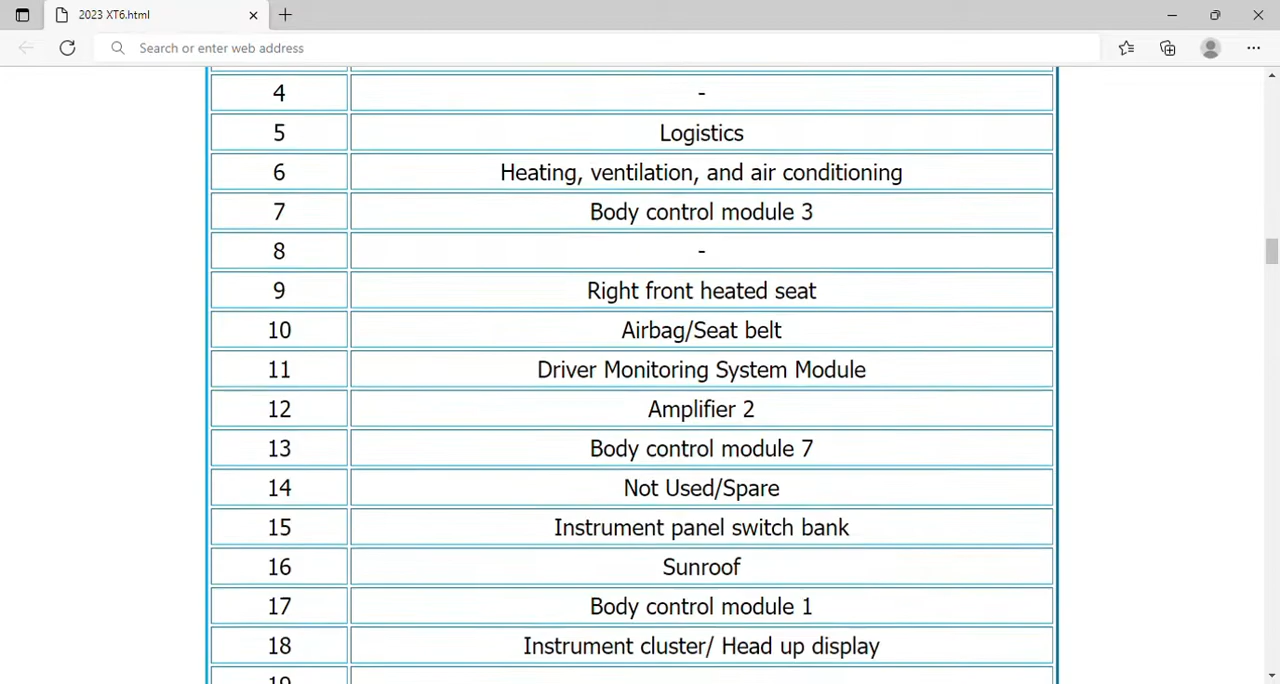 2023 XT6.html
Search or enter web address
4 -
5 Logistics
6 Heating, ventilation, and air conditioning
7 Body control module 3
8 -
9 Right front heated seat
10 Airbag/Seat belt
11 Driver Monitoring System Module
12 Amplifier 2
13 Body control module 7
14 Not Used/Spare
15 Instrument panel switch bank
16 Sunroof
17 Body control module 1
18 Instrument cluster/ Head up display
19